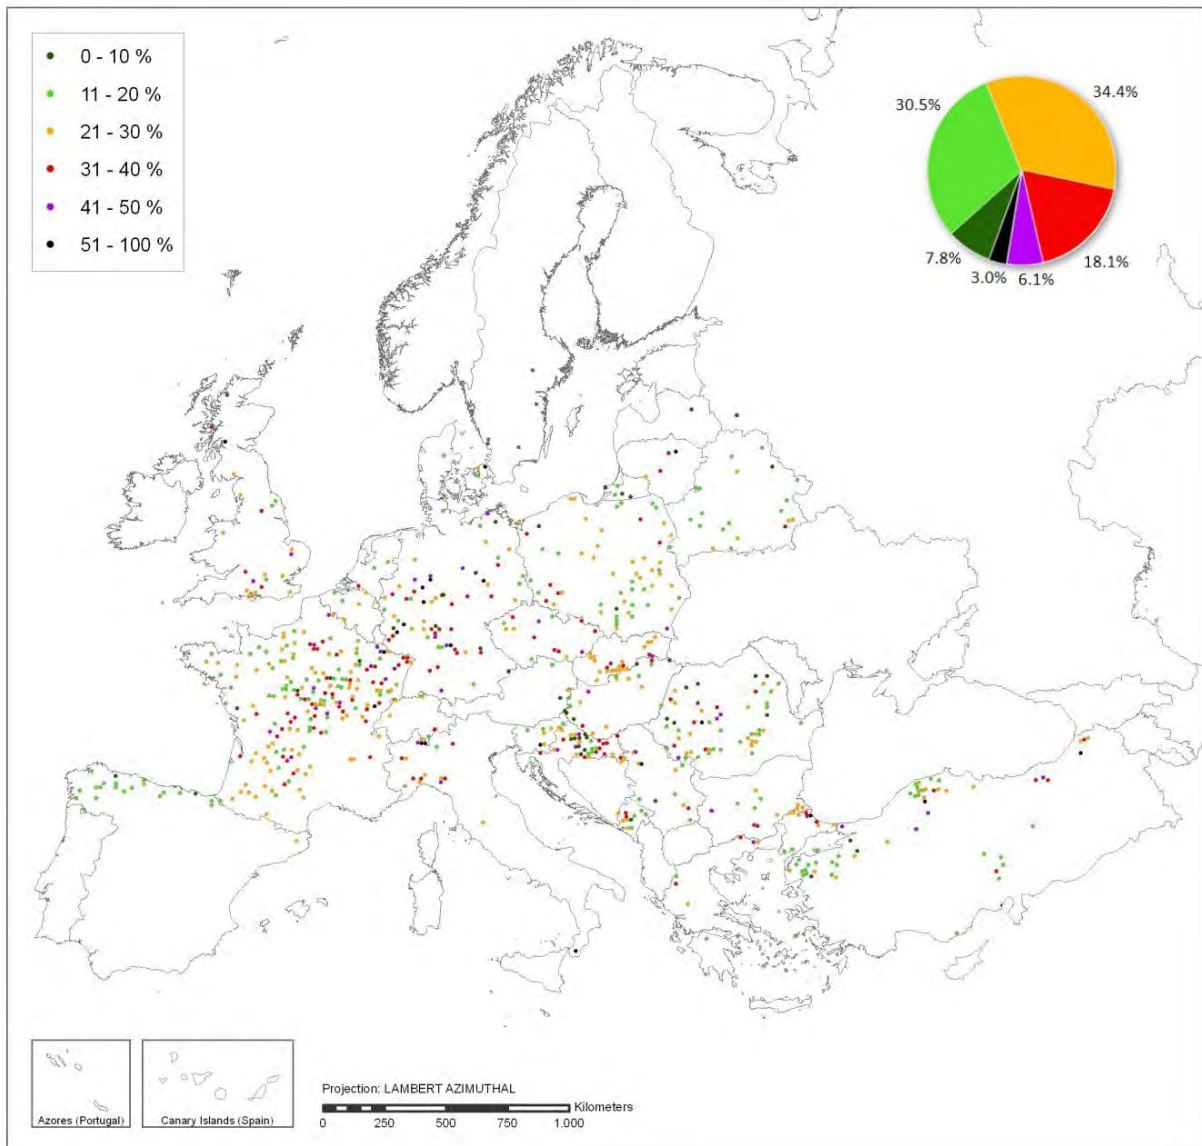 0 - 10 %
11 - 20 %
21 - 30 %
31 - 40 %
41 - 50 %
51 - 100 %
34.4%
30.5%
18.1%
7.8%
3.0%
6.1%
Azores (Portugal)
Canary Islands (Spain)
Projection: LAMBERT AZIMUTHAL
Kilometers
0 250 500 750 1.000